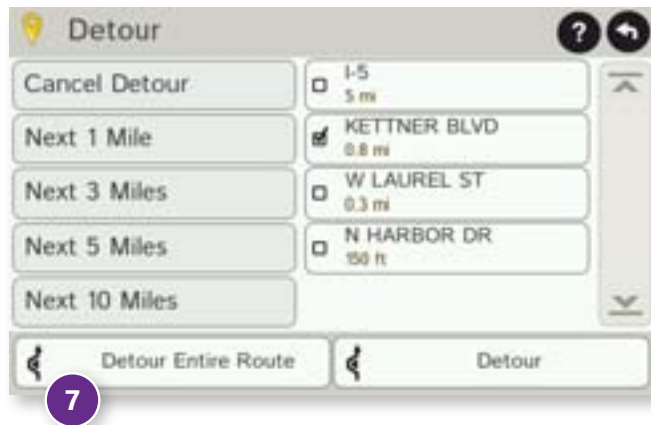 Detour
?
Cancel Detour
Next 1 Mile
Next 3 Miles
Next 5 Miles
Next 10 Miles
I-5
5 mi
KETTNER BLVD
0.8 mi
W LAUREL ST
0.3 mi
N HARBOR DR
150 ft
Detour Entire Route
Detour
7